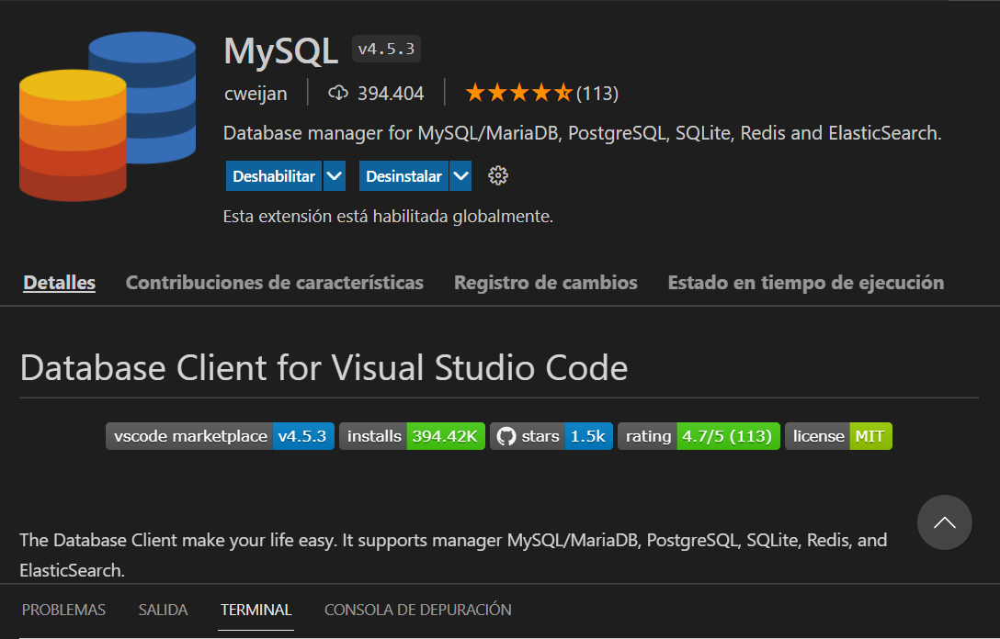 MySQL v4.5.3
cweijan 394.404 (113)
Database manager for MySQL/MariaDB, PostgreSQL, SQLite, Redis and ElasticSearch.
Deshabilitar Desinstalar
Esta extensión está habilitada globalmente.
Detalles Contribuciones de características Registro de cambios Estado en tiempo de ejecución
Database Client for Visual Studio Code
vscode marketplace v4.5.3 installs 394.42K stars 1.5k rating 4.7/5 (113) license MIT
The Database Client make your life easy. It supports manager MySQL/MariaDB, PostgreSQL, SQLite, Redis, and
ElasticSearch.
PROBLEMAS SALIDA TERMINAL CONSOLA DE DEPURACIÓN